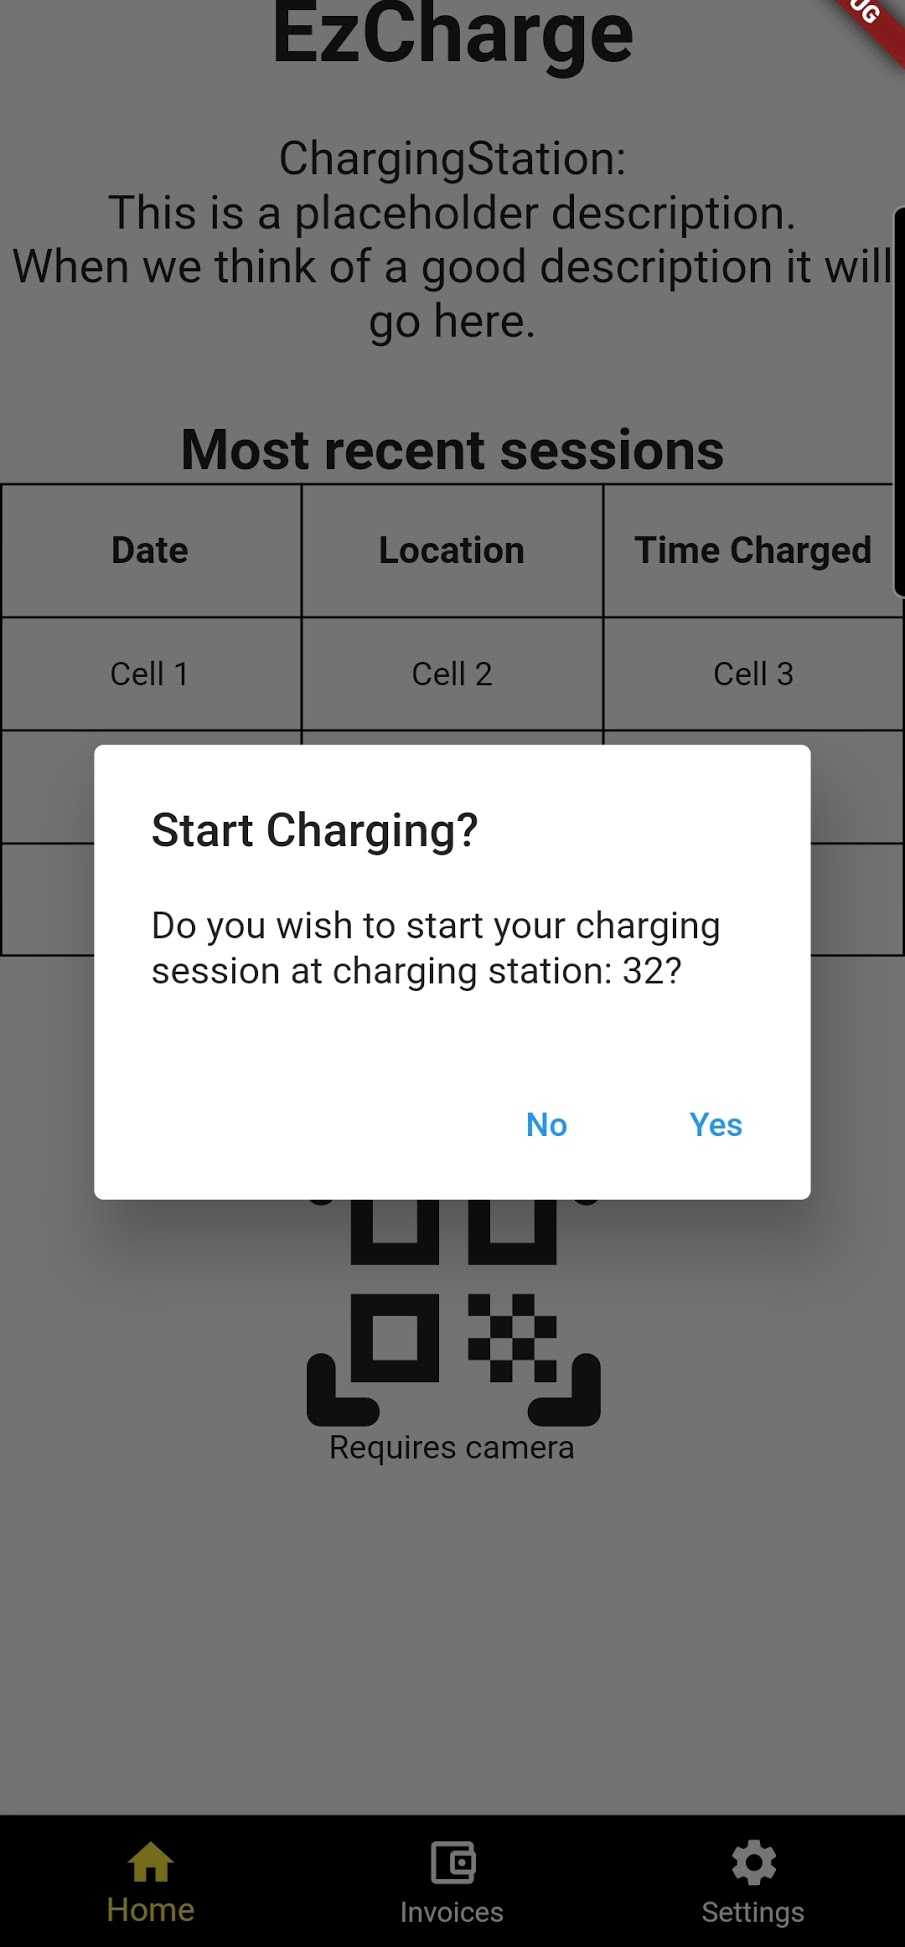 EzCharge
UG
ChargingStation:
This is a placeholder description.
When we think of a good description it will
go here.
Most recent sessions
Date Location Time Charged
Cell 1 Cell 2 Cell 3
Start Charging?
Do you wish to start your charging
session at charging station: 32?
No Yes
Requires camera
Home Invoices Settings